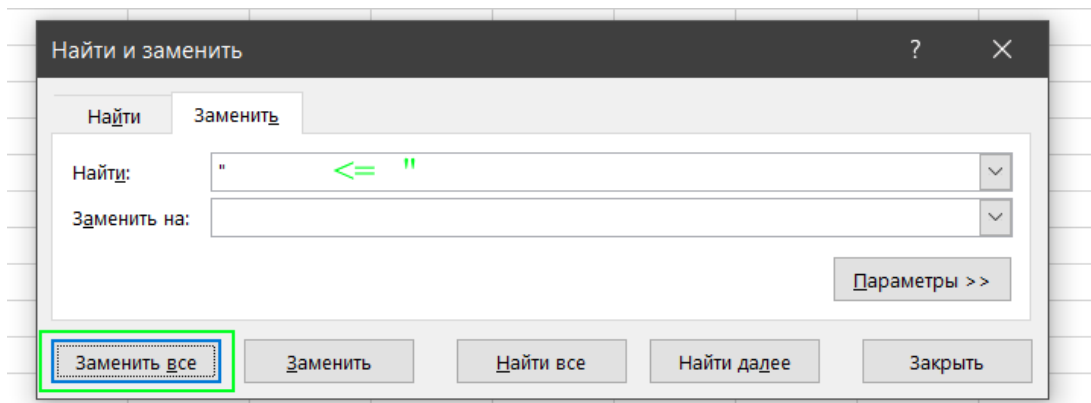 Найти и заменить ?
Найти Заменить
Найти: " <= "
Заменить на:
Параметры >>
Заменить все Заменить Найти все Найти далее Закрыть